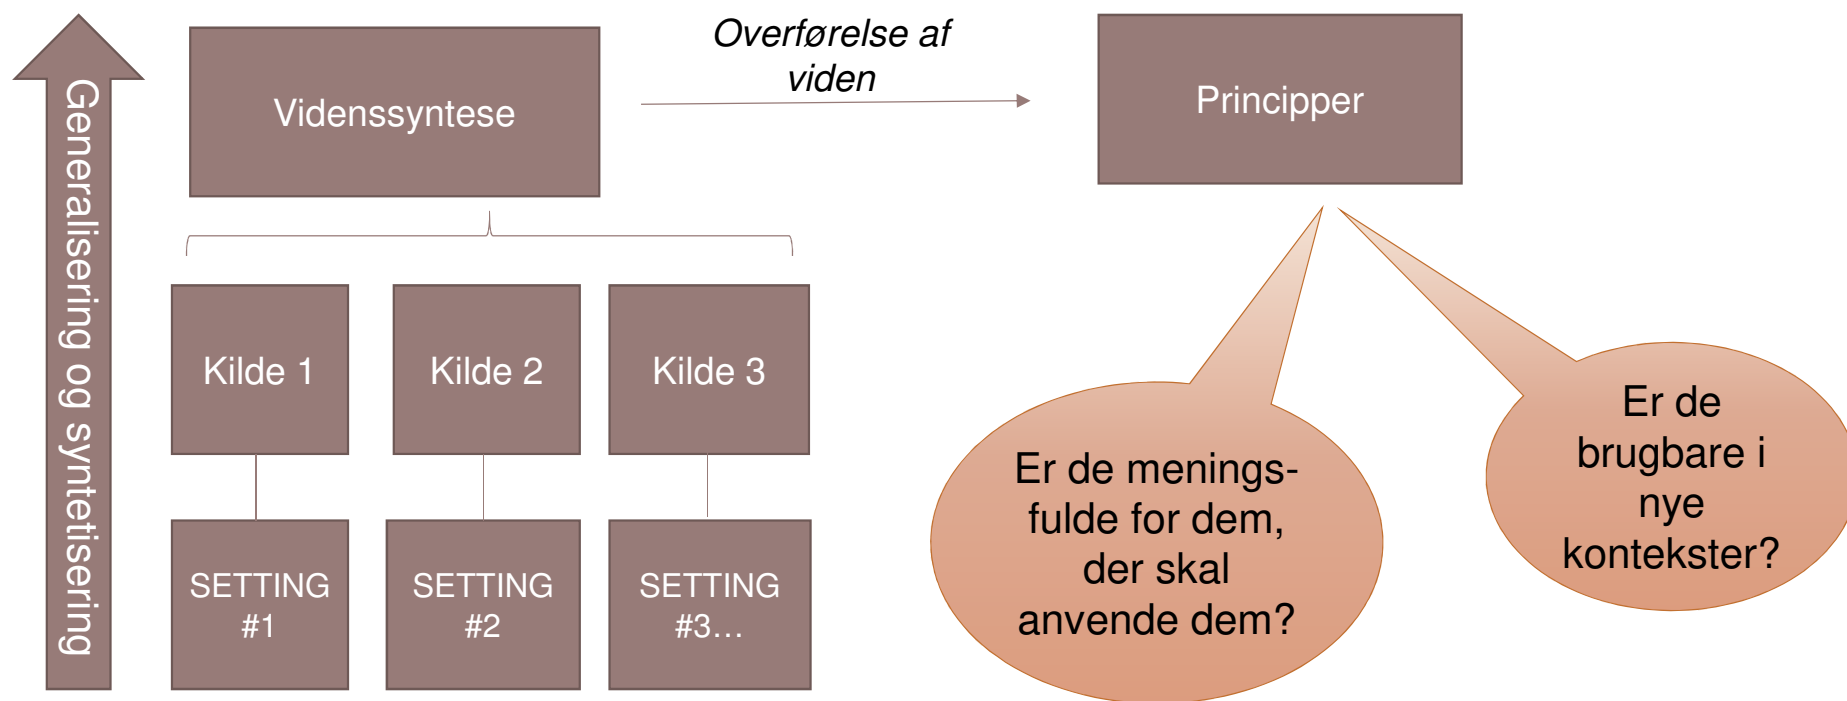 Generalisering og syntetisering
Videnssyntese
Overførelse af
viden
Principper
Kilde 1
Kilde 2
Kilde 3
SETTING
#1
SETTING
#2
SETTING
#3…
Er de menings-
fulde for dem,
der skal
anvende dem?
Er de
brugbare i
nye
kontekster?